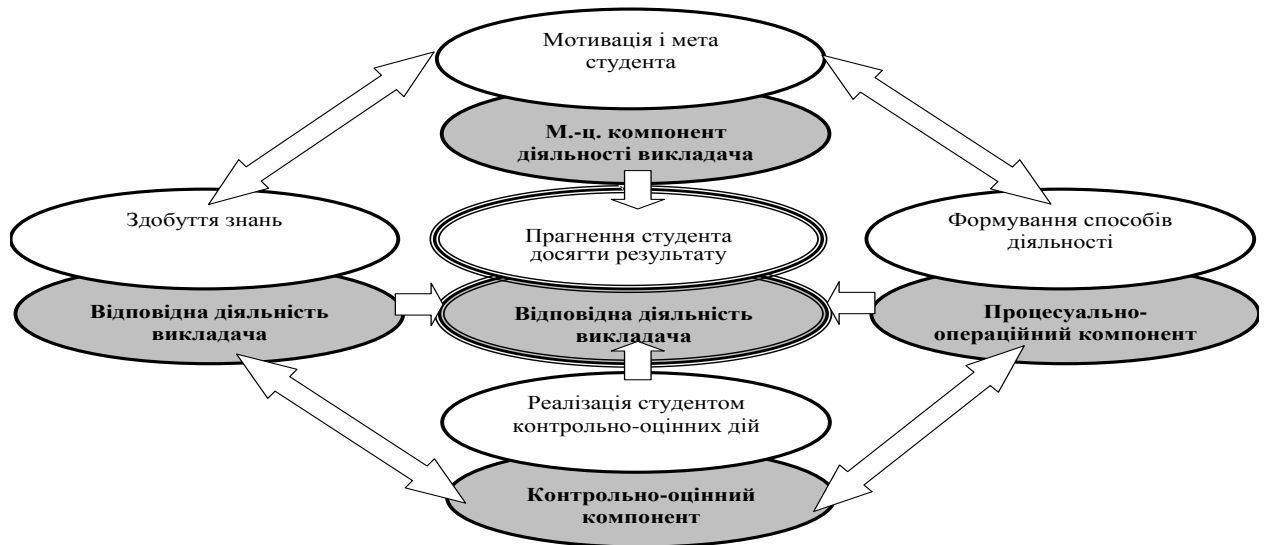 Мотивація і мета
студента
М.-ц. компонент
діяльності викладача
Здобуття знань
Відповідна діяльність
викладача
Прагнення студента
досягти результату
Відповідна діяльність
викладача
Формування способів
діяльності
Процесуально-
операційний компонент
Реалізація студентом
контрольно-оцінних дій
Контрольно-оцінний
компонент